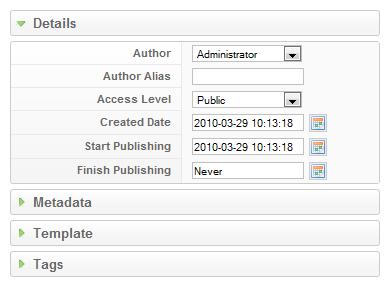 Details
Author Administrator
Author Alias
Access Level Public
Created Date 2010-03-29 10:13:18
Start Publishing 2010-03-29 10:13:18
Finish Publishing Never
Metadata
Template
Tags